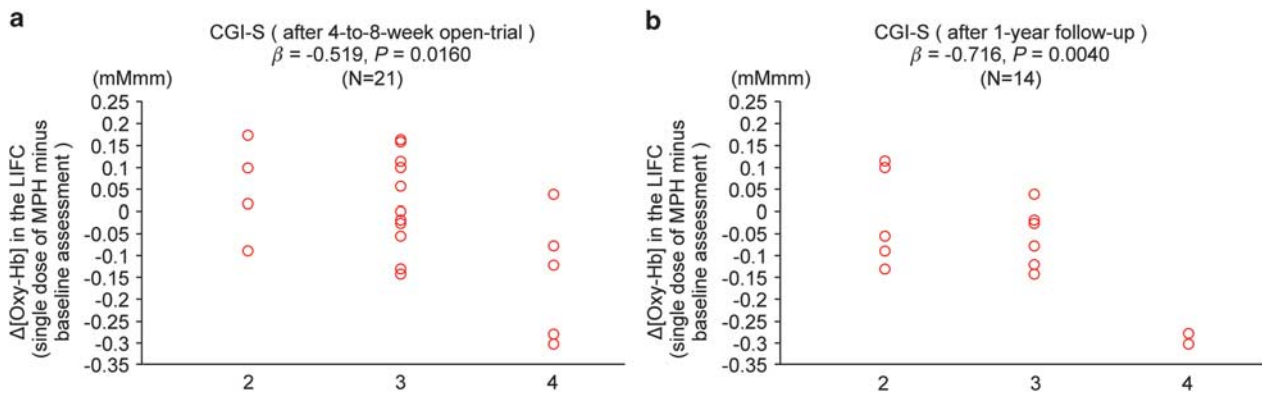 a
CGI-S ( after 4-to-8-week open-trial )
β = -0.519, P = 0.0160
(mMmm)
(N=21)
Δ[Oxy-Hb] in the LIFC
(single dose of MPH minus
baseline assessment )
0.25
0.2
0.15
0.1
0.05
0
-0.05
-0.1
-0.15
-0.2
-0.25
-0.3
-0.35
2
3
4
b
CGI-S ( after 1-year follow-up )
β = -0.716, P = 0.0040
(mMmm)
(N=14)
Δ[Oxy-Hb] in the LIFC
(single dose of MPH minus
baseline assessment )
0.25
0.2
0.15
0.1
0.05
0
-0.05
-0.1
-0.15
-0.2
-0.25
-0.3
-0.35
2
3
4